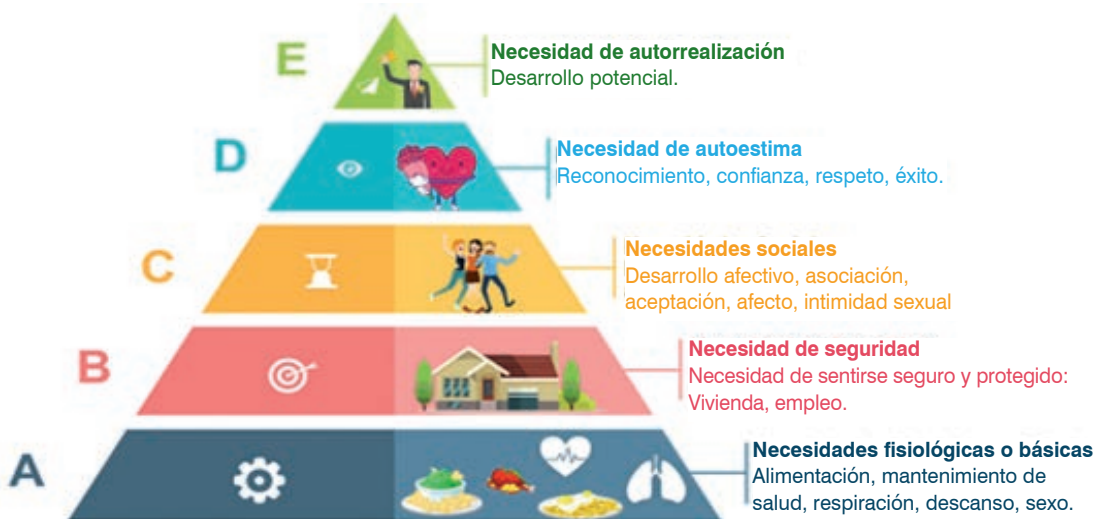 E
Necesidad de autorrealización
Desarrollo potencial.
D
Necesidad de autoestima
Reconocimiento, confianza, respeto, éxito.
C
Necesidades sociales
Desarrollo afectivo, asociación,
aceptación, afecto, intimidad sexual
B
Necesidad de seguridad
Necesidad de sentirse seguro y protegido:
Vivienda, empleo.
A
Necesidades fisiológicas o básicas
Alimentación, mantenimiento de
salud, respiración, descanso, sexo.